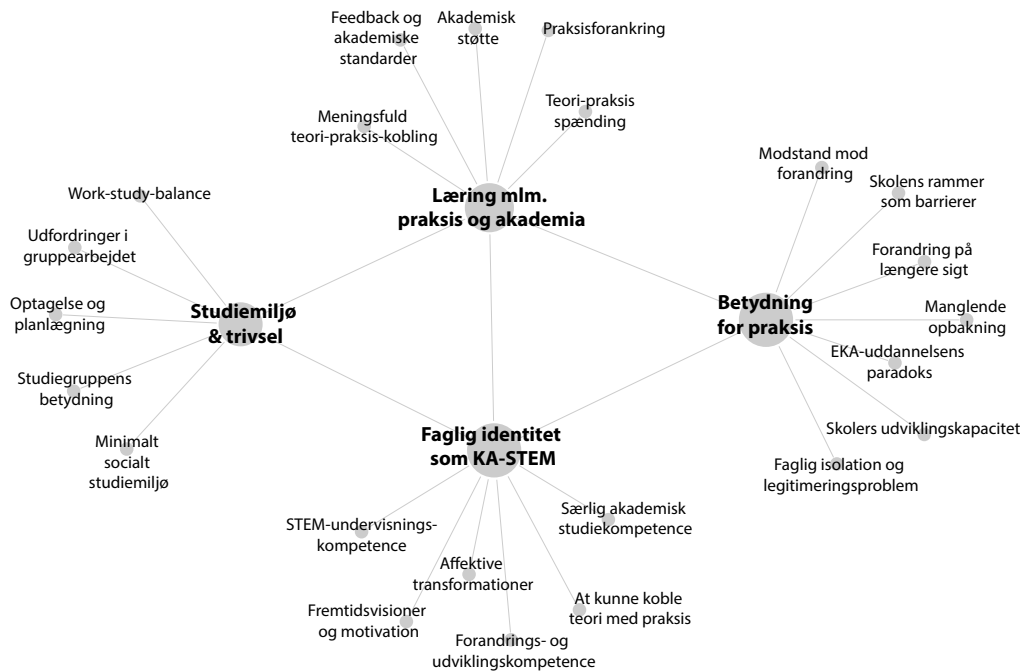 Feedback og
akademiske
standarder
Akademisk
støtte
Praksisforankring
Meningsfuld
teori-praksis-kobling
Teori-praksis
spænding
Læring mlm.
praksis og akademia
Work-study-balance
Udfordringer i
gruppearbejdet
Optagelse og
planlægning
Studiegruppens
betydning
Minimalt
socialt
studiemiljø
Studiemiljø
& trivsel
Modstand mod
forandring
Skolens rammer
som barrierer
Forandring på
længere sigt
Manglende
opbakning
EKA-uddannelsens
paradoks
Skolers udviklingskapacitet
Faglig isolation og
legitimeringsproblem
Betydning
for praksis
Faglig identitet
som KA-STEM
STEM-undervisnings-
kompetence
Fremtidsvisioner
og motivation
Affektive
transformationer
Forandrings- og
udviklingskompetence
At kunne koble
teori med praksis
Særlig akademisk
studiekompetence